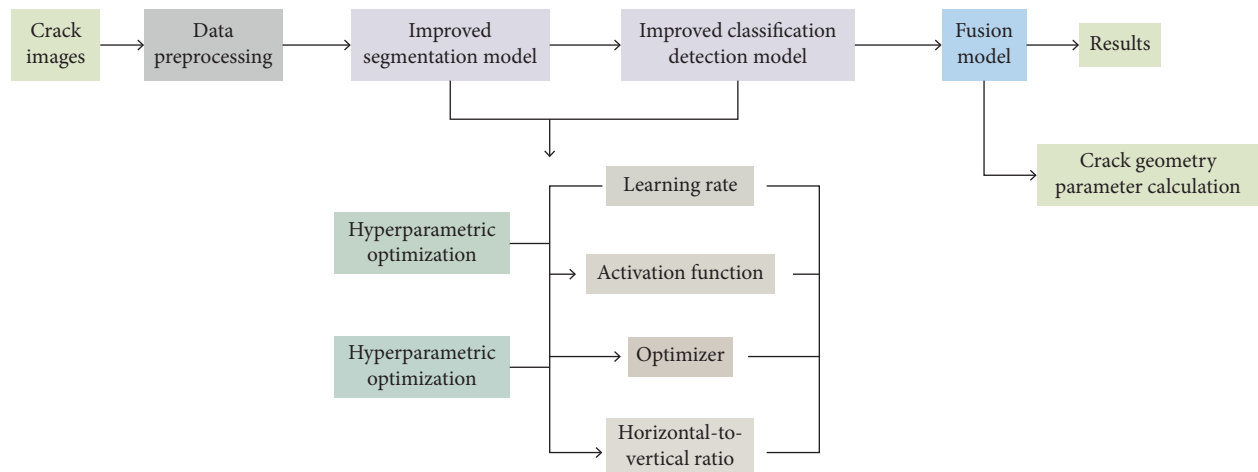 Crack
images
Data
preprocessing
Improved
segmentation model
Improved classification
detection model
Fusion
model
Results
Crack geometry
parameter calculation
Learning rate
Hyperparametric
optimization
Activation function
Hyperparametric
optimization
Optimizer
Horizontal-to-
vertical ratio